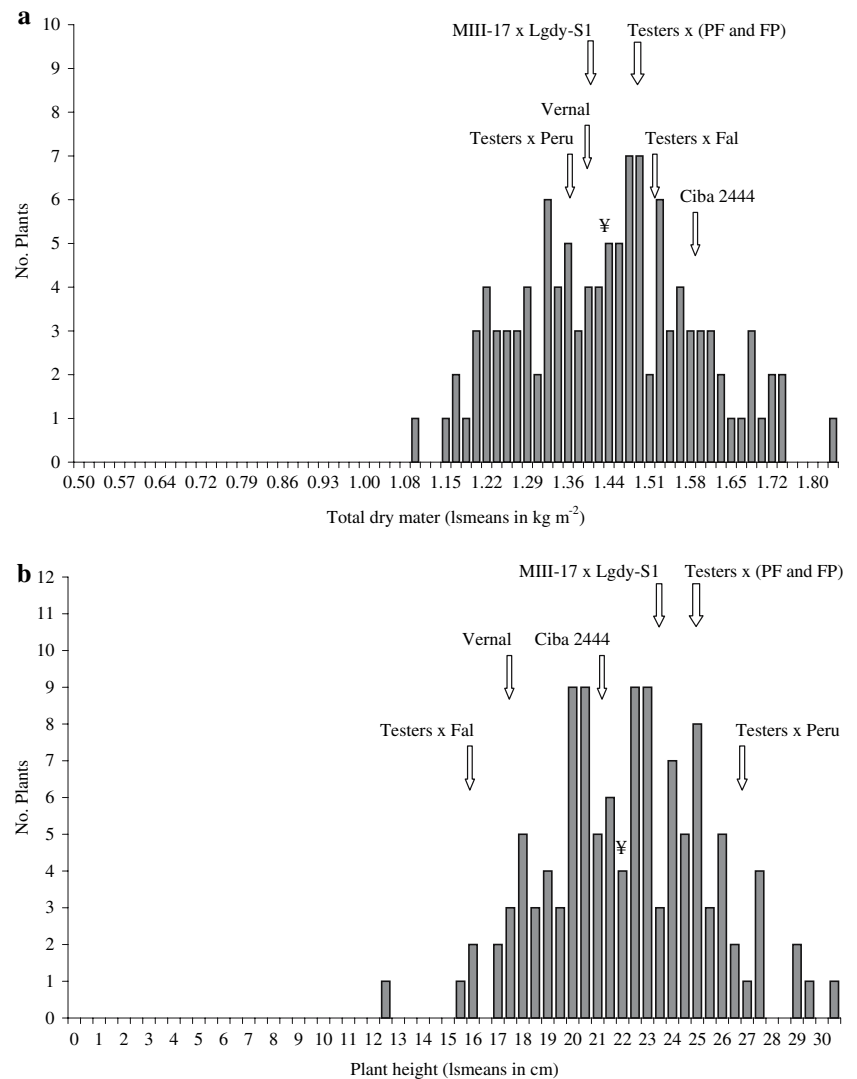 a
10
9
8
7
6
5
4
3
2
1
0
No. Plants
MIII-17 x Lgdy-S1
Testers x (PF and FP)
Vernal
Testers x Peru
Testers x Fal
Ciba 2444
¥
0.50 0.57 0.64 0.72 0.79 0.86 0.93 1.00 1.08 1.15 1.22 1.29 1.36 1.44 1.51 1.58 1.65 1.72 1.80
Total dry mater (lsmeans in kg m-2)
b
12
11
10
9
8
7
6
5
4
3
2
1
0
No. Plants
MIII-17 x Lgdy-S1
Testers x (PF and FP)
Vernal
Ciba 2444
Testers x Fal
Testers x Peru
¥
0 1 2 3 4 5 6 7 8 9 10 11 12 13 14 15 16 17 18 19 20 21 22 23 24 25 26 27 28 29 30
Plant height (lsmeans in cm)